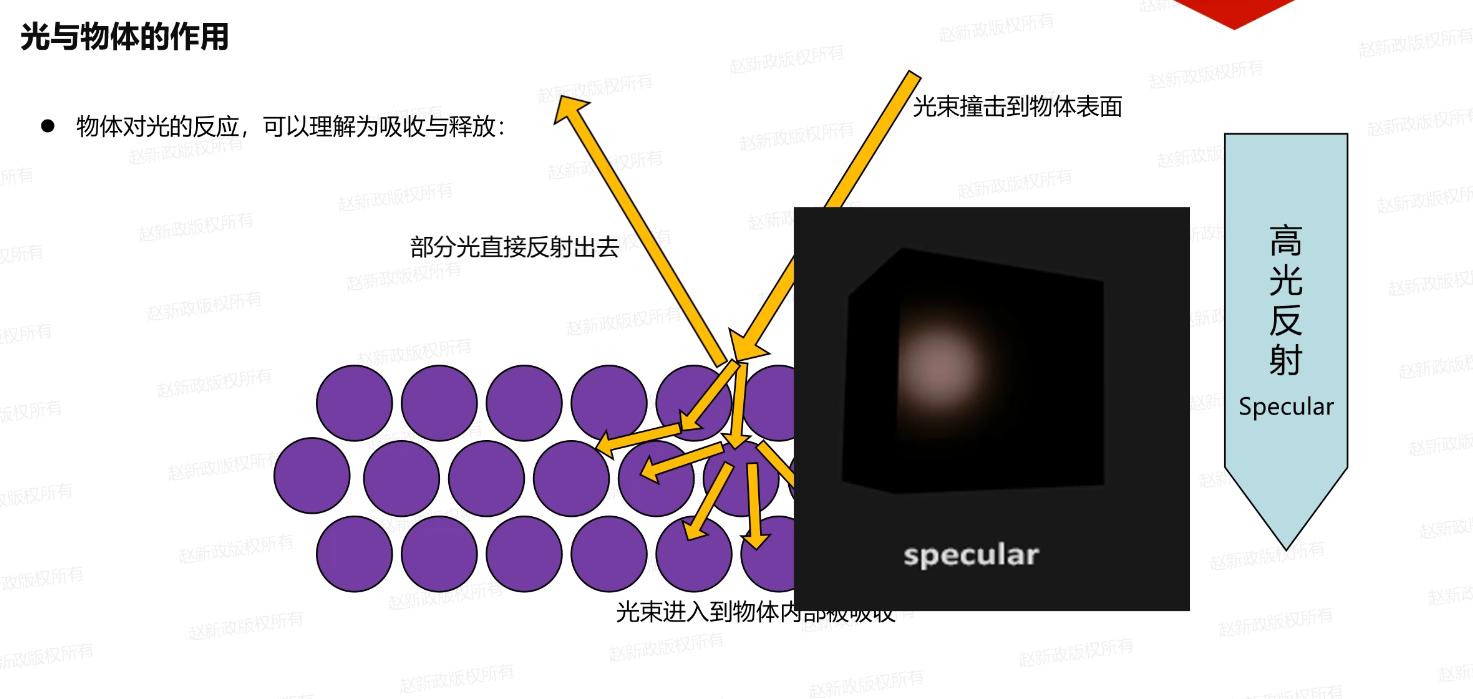 光与物体的作用
物体对光的反应，可以理解为吸收与释放：
光束撞击到物体表面
部分光直接反射出去
高光反射
Specular
specular
光束进入到物体内部被吸收
赵新政版权所有